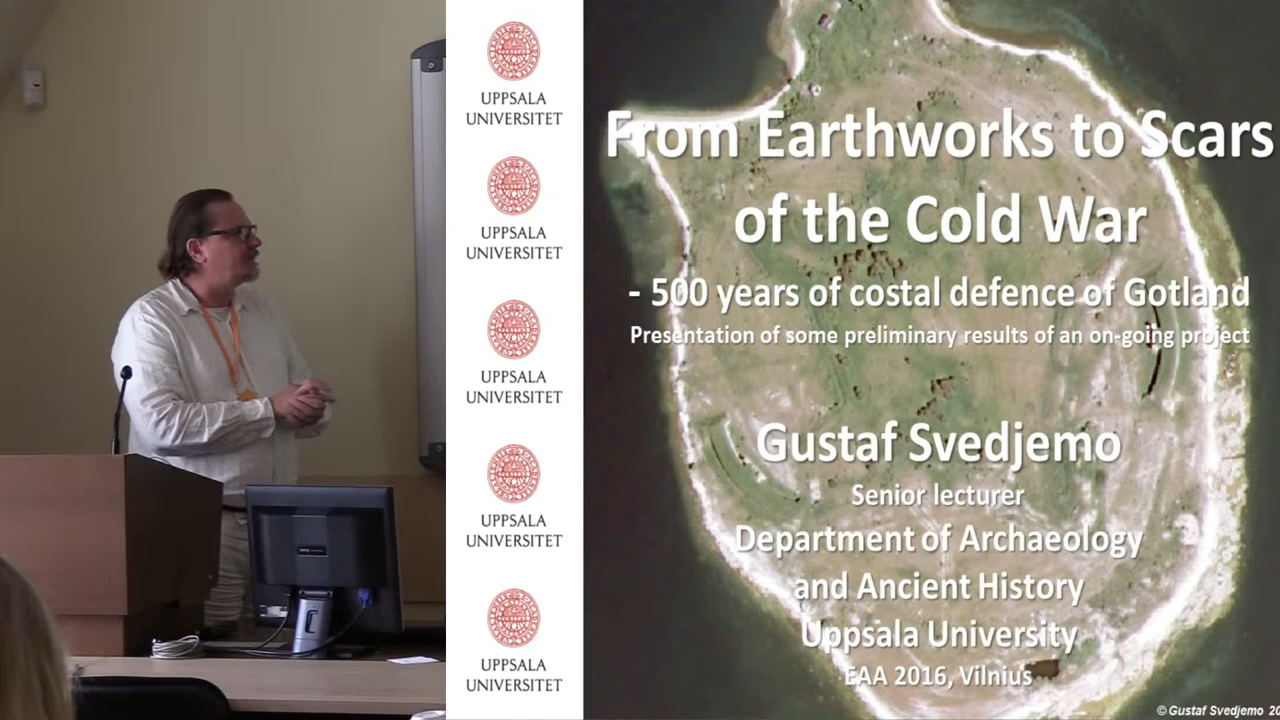 UPPSALA
UNIVERSITET
UPPSALA
UNIVERSITET
UPPSALA
UNIVERSITET
UPPSALA
UNIVERSITET
UPPSALA
UNIVERSITET
From Earthworks to Scars
of the Cold War
- 500 years of costal defence of Gotland
Presentation of some preliminary results of an on-going project
Gustaf Svedjemo
Senior lecturer
Department of Archaeology
and Ancient History
Uppsala University
EAA 2016, Vilnius
© Gustaf Svedjemo 20